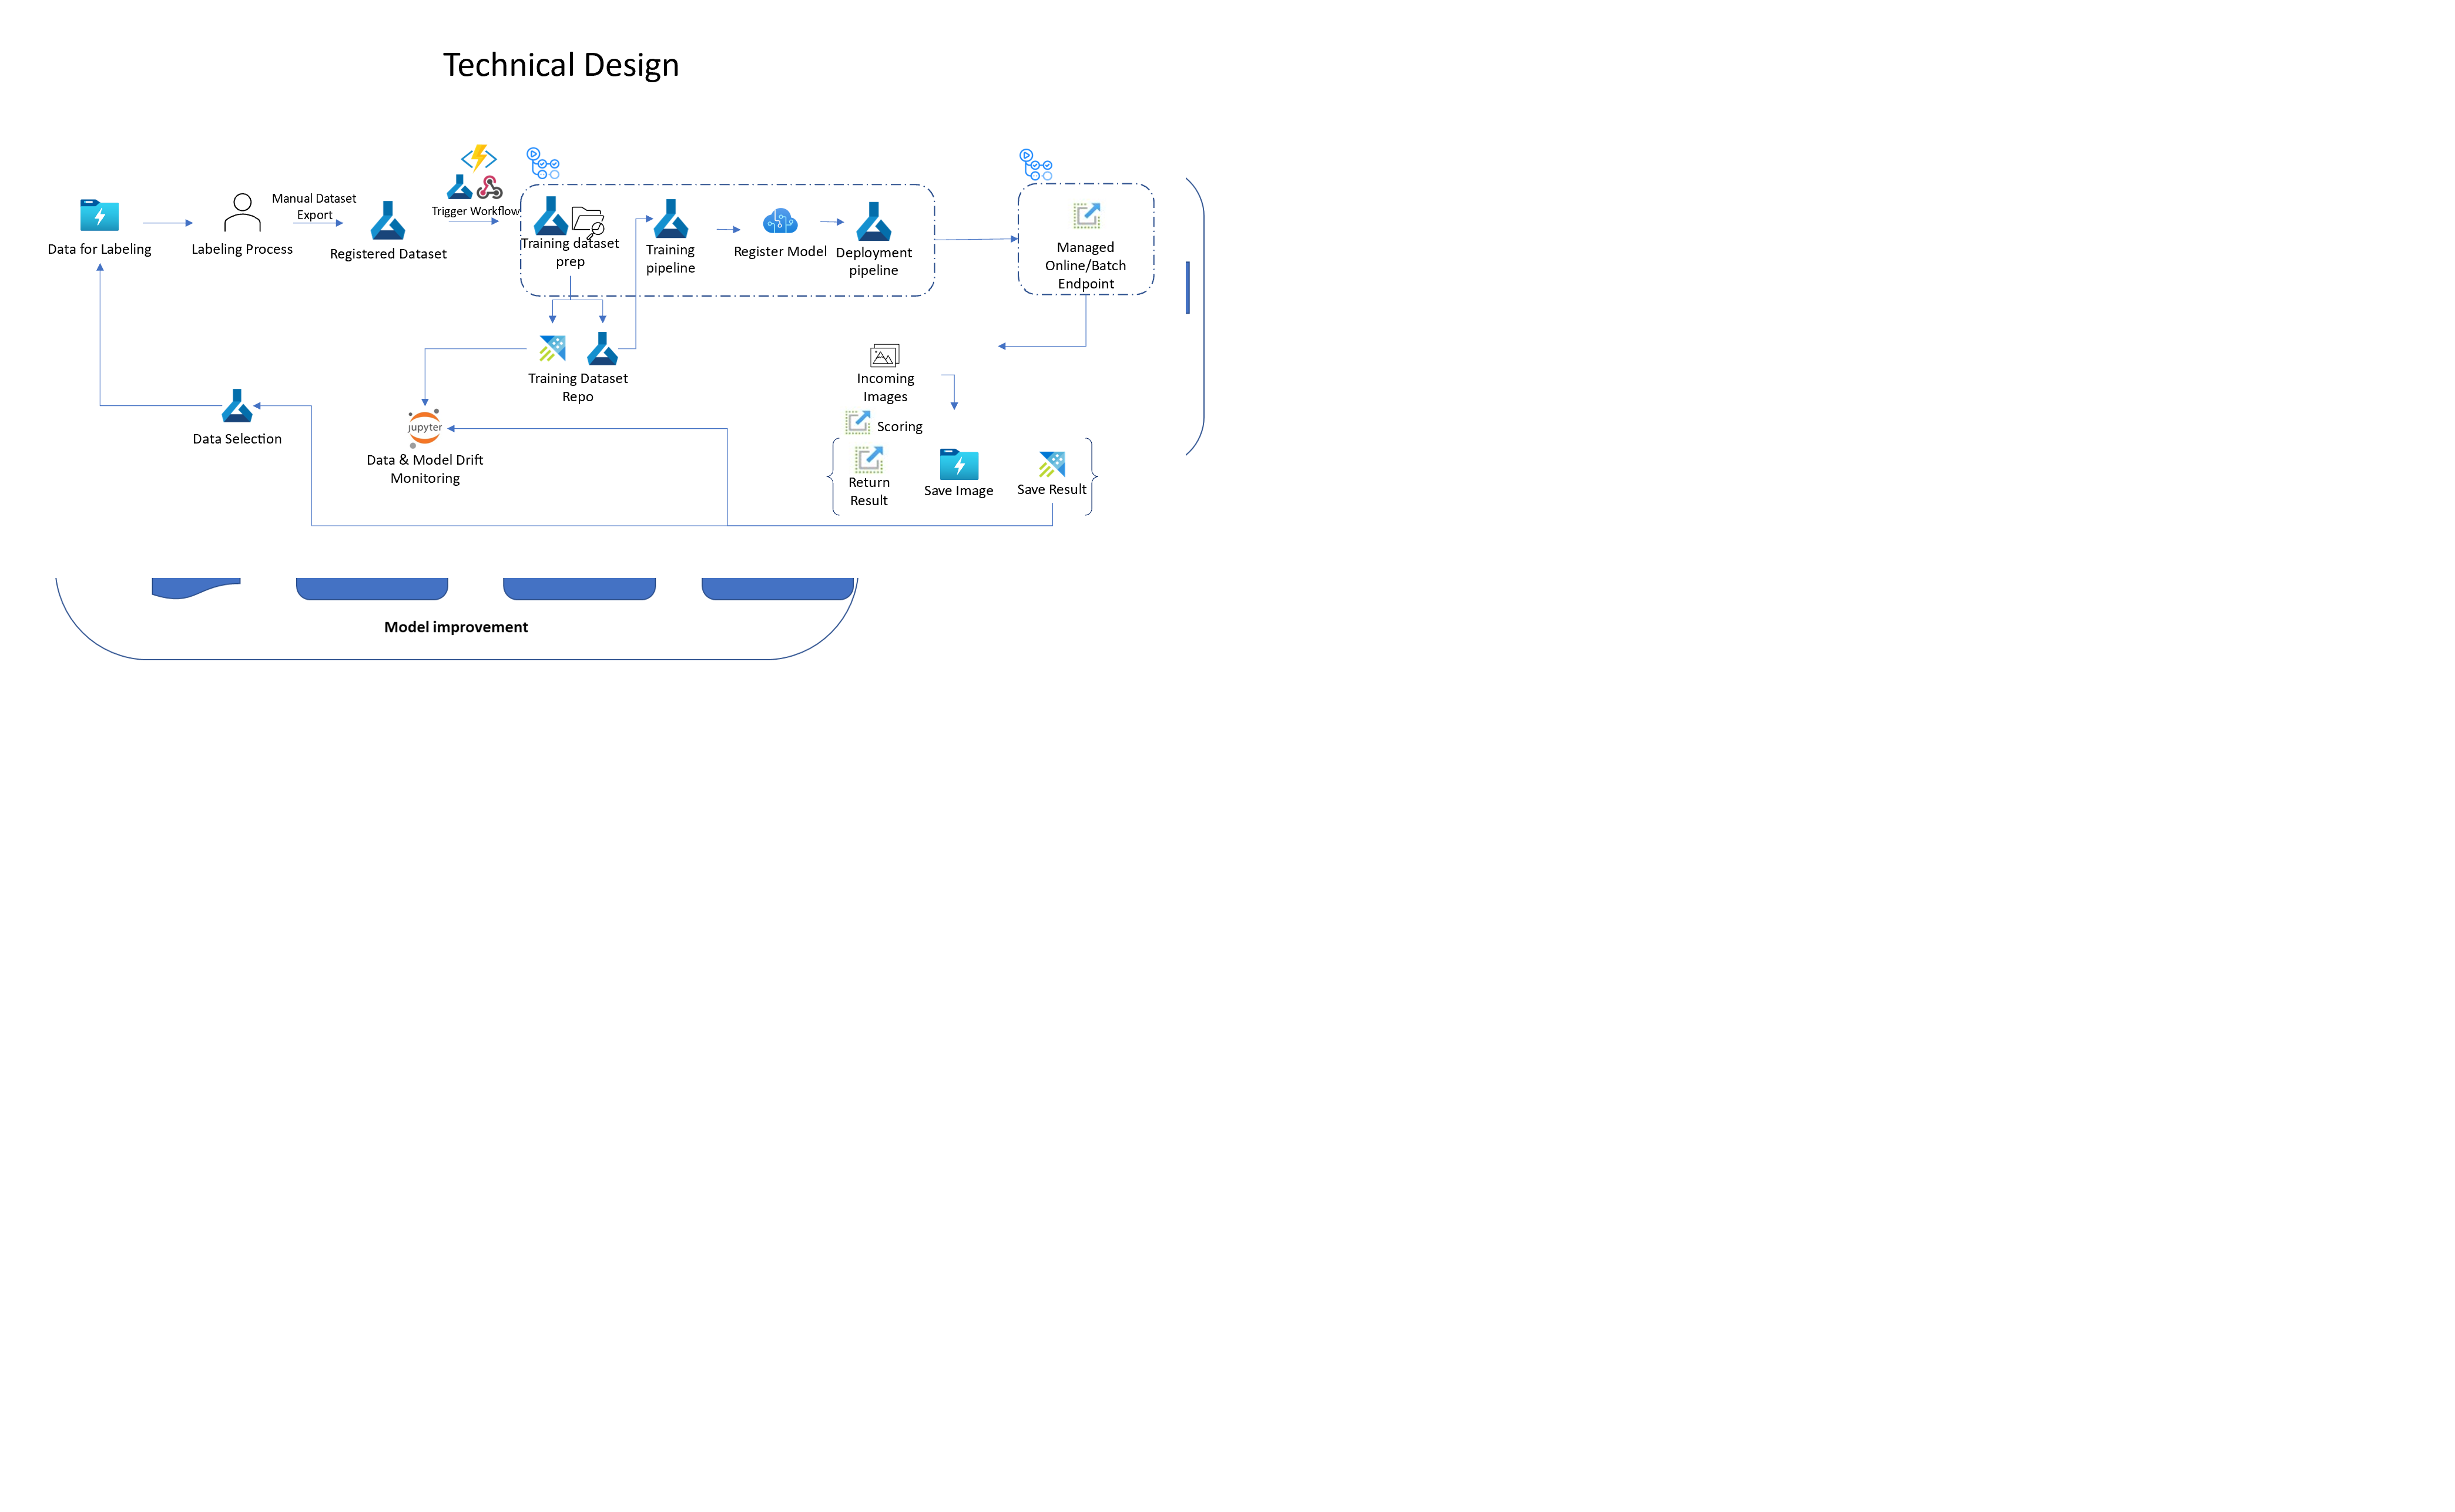 Technical Design
Manual Dataset
Export
Trigger Workflow
Data for Labeling
Labeling Process
Registered Dataset
Training dataset
prep
Training
pipeline
Register Model
Deployment
pipeline
Managed
Online/Batch
Endpoint
Training Dataset
Repo
Incoming
Images
Data Selection
jupyter
Data & Model Drift
Monitoring
Scoring
Return
Result
Save Image
Save Result
Model improvement